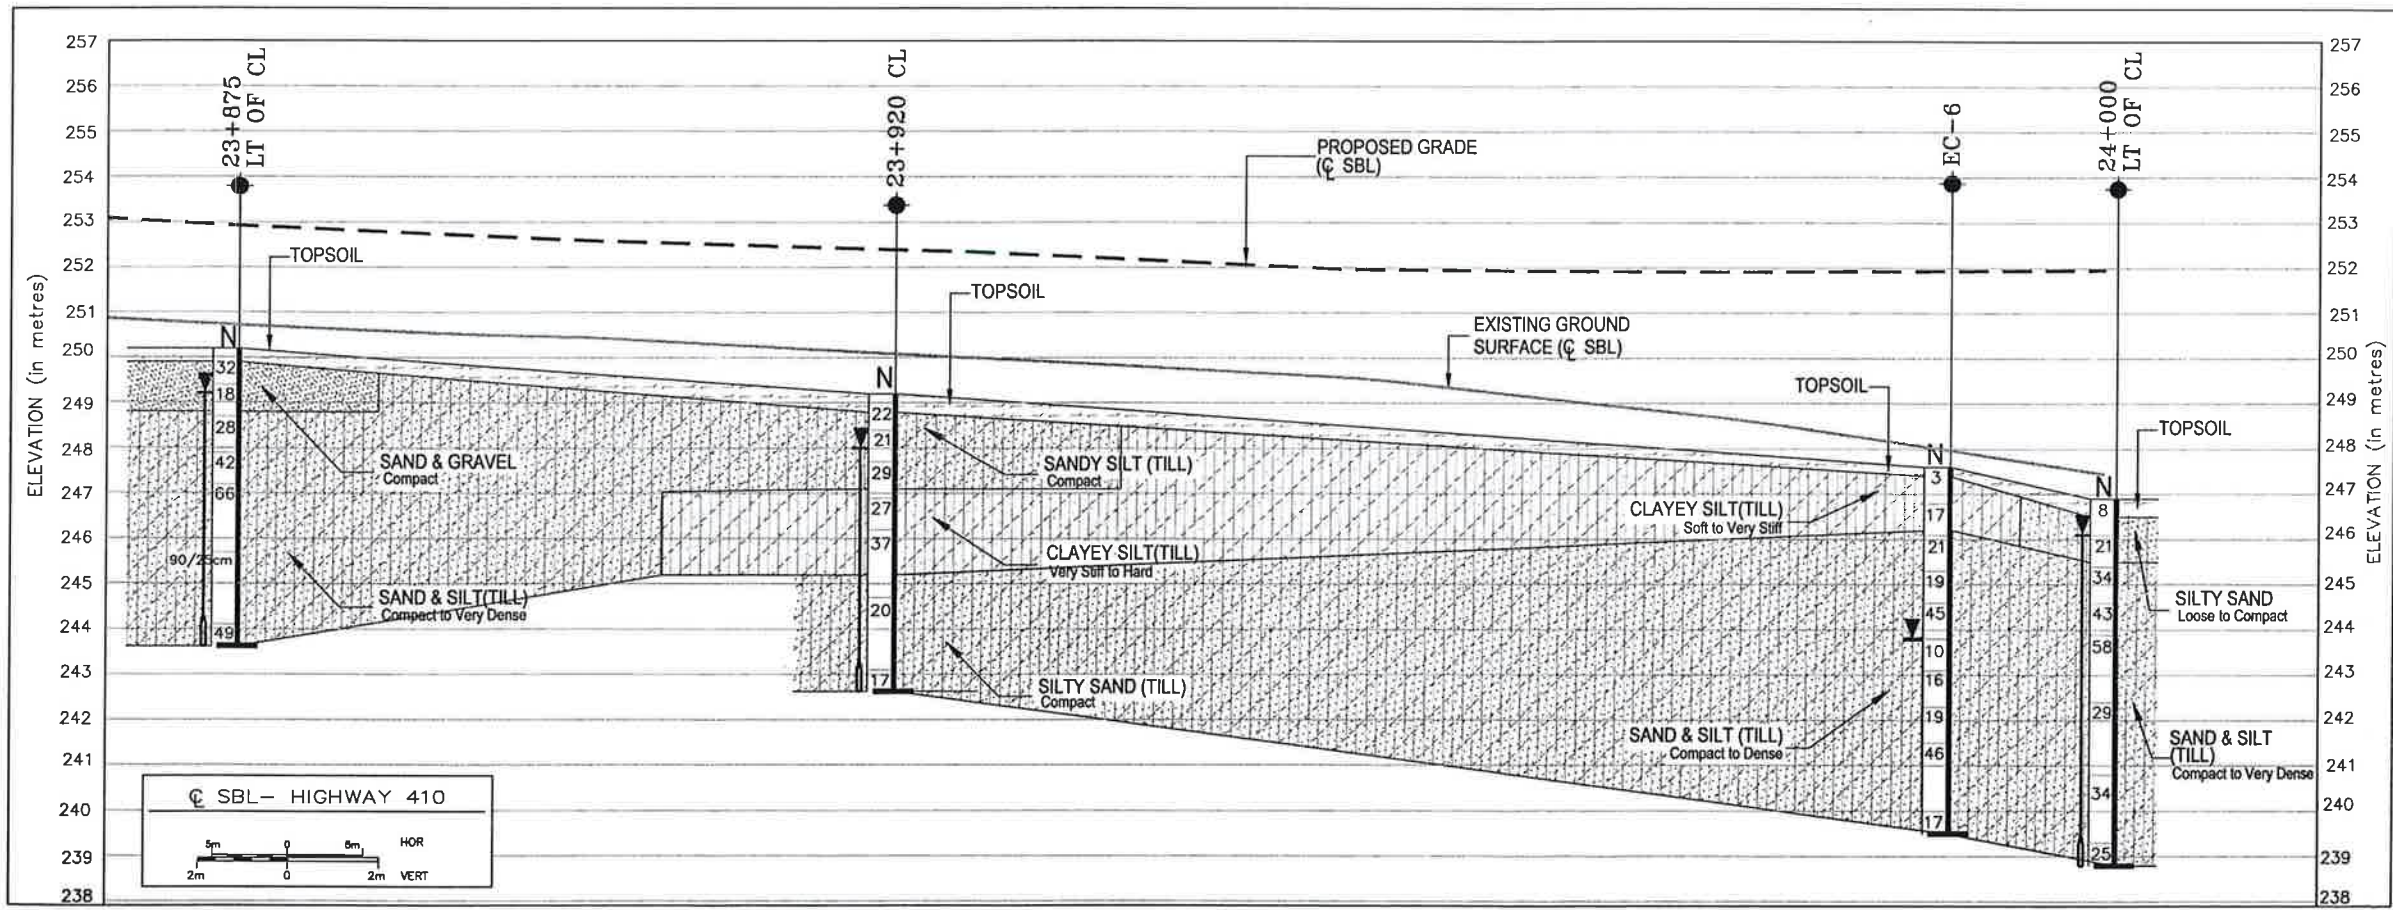 257
256
255
254
253
252
251
250
249
248
247
246
245
244
243
242
241
240
239
238
ELEVATION (in metres)
23+875
LT OF CL
23+920 CL
EC-6
24+000
LT OF CL
PROPOSED GRADE
(℄ SBL)
TOPSOIL
TOPSOIL
EXISTING GROUND
SURFACE (℄ SBL)
TOPSOIL
TOPSOIL
N
32
18
28
42
66
90/25cm
49
SAND & GRAVEL
Compact
SAND & SILT(TILL)
Compact to Very Dense
N
22
21
29
27
37
20
17
SANDY SILT (TILL)
Compact
CLAYEY SILT(TILL)
Very Stiff to Hard
SILTY SAND (TILL)
Compact
N
3
17
21
19
45
10
16
19
46
17
CLAYEY SILT(TILL)
Soft to Very Stiff
SAND & SILT (TILL)
Compact to Dense
N
8
21
34
43
58
29
34
25
SILTY SAND
Loose to Compact
SAND & SILT
(TILL)
Compact to Very Dense
257
256
255
254
253
252
251
250
249
248
247
246
245
244
243
242
241
240
239
238
ELEVATION (in metres)
℄ SBL- HIGHWAY 410
5m 0 5m HOR
2m 0 2m VERT